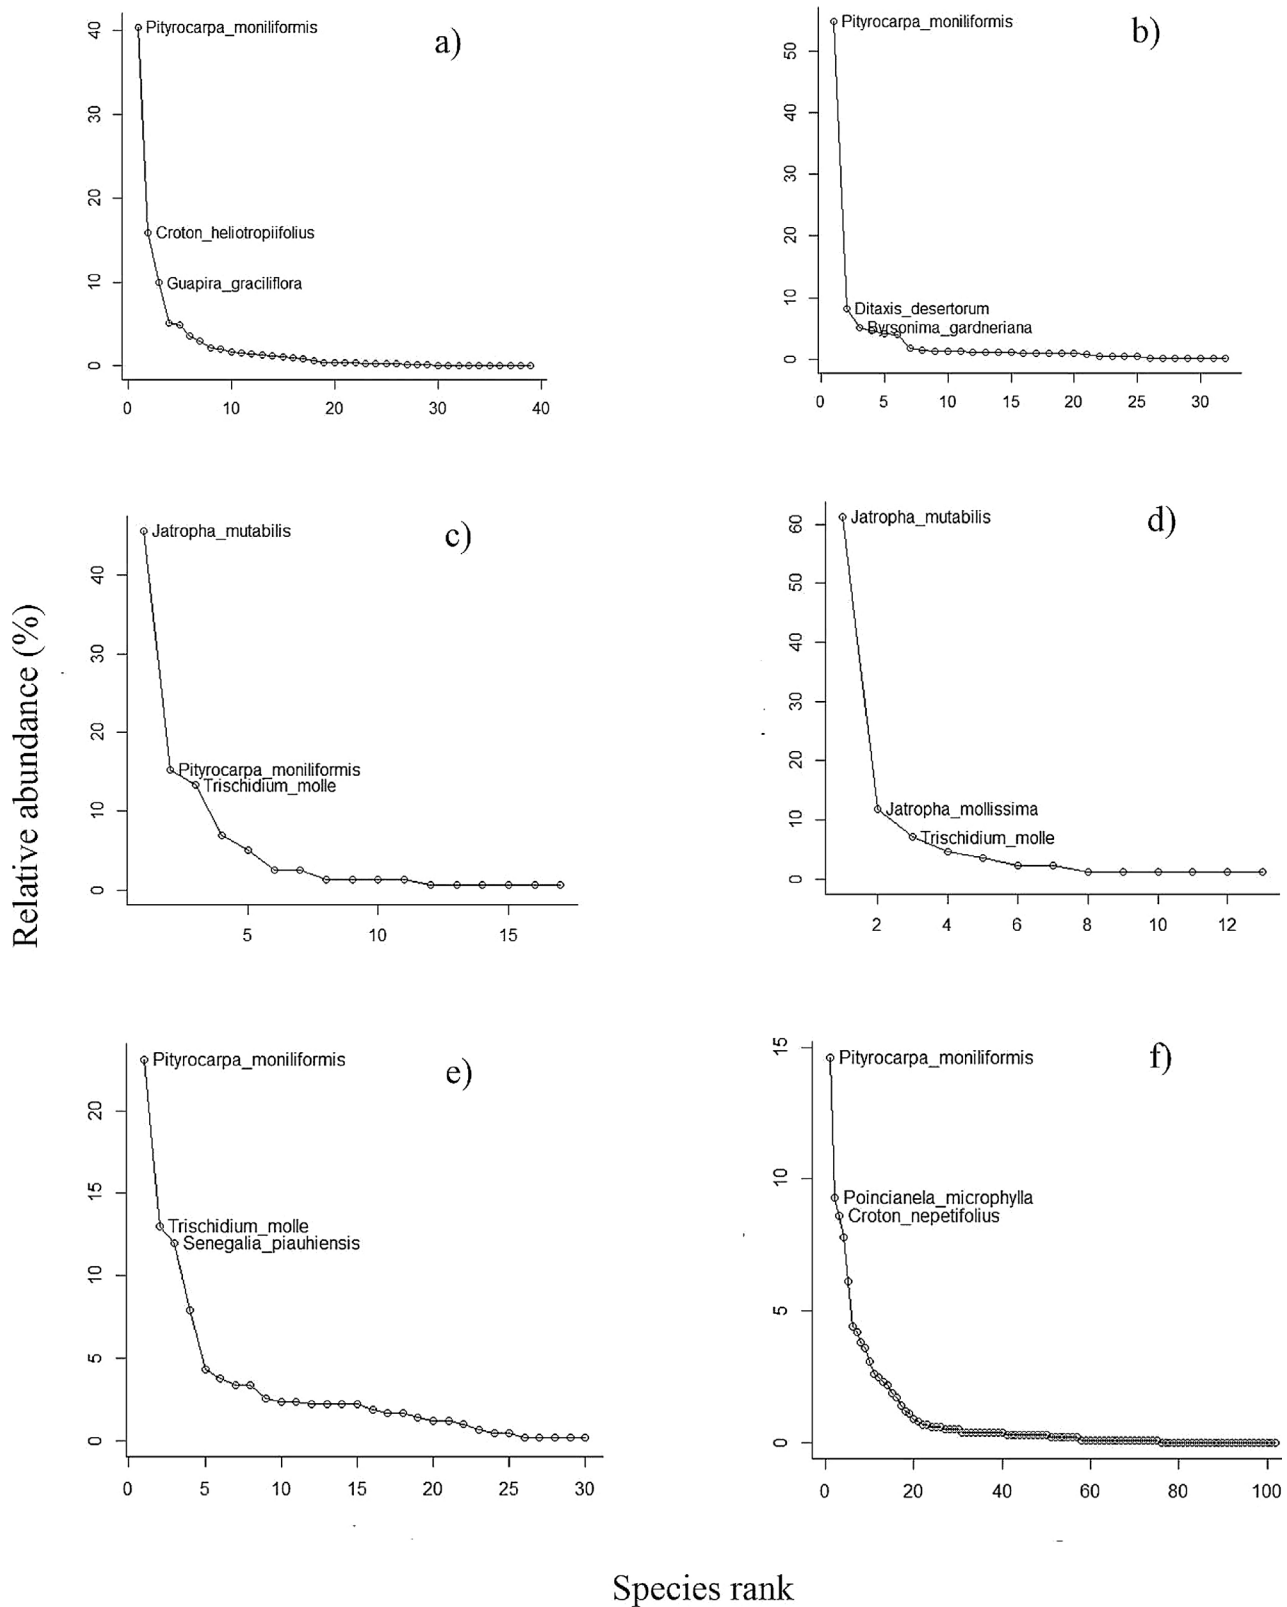 a)
Pityrocarpa_moniliformis
Croton_heliotropiifolius
Guapira_graciliflora
40
30
20
10
0
0 10 20 30 40
b)
Pityrocarpa_moniliformis
Ditaxis_desertorum
Byrsonima_gardneriana
50
40
30
20
10
0
0 5 10 15 20 25 30
c)
Jatropha_mutabilis
Pityrocarpa_moniliformis
Trischidium_molle
40
30
20
10
0
5 10 15
d)
Jatropha_mutabilis
Jatropha_mollissima
Trischidium_molle
60
50
40
30
20
10
0
2 4 6 8 10 12
Relative abundance (%)
e)
Pityrocarpa_moniliformis
Trischidium_molle
Senegalia_piauhiensis
20
15
10
5
0
0 5 10 15 20 25 30
f)
Pityrocarpa_moniliformis
Poincianela_microphylla
Croton_nepetifolius
15
10
5
0
0 20 40 60 80 100
Species rank